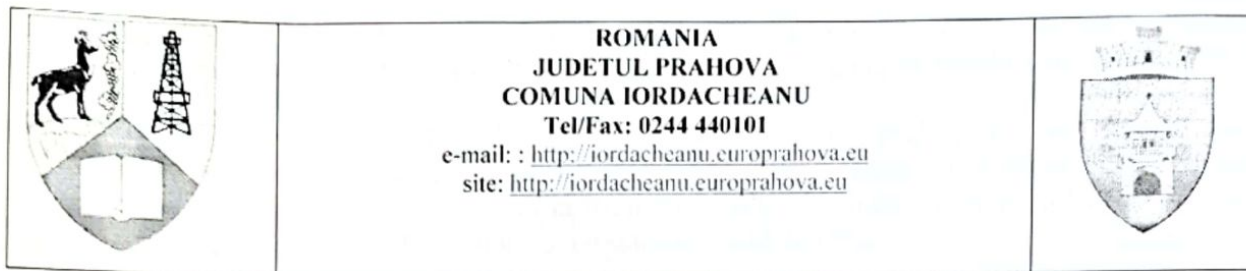 ROMANIA
JUDETUL PRAHOVA
COMUNA IORDACHEANU
Tel/Fax: 0244 440101
e-mail: : http://iordacheanu.europrahova.eu
site: http://iordacheanu.europrahova.eu